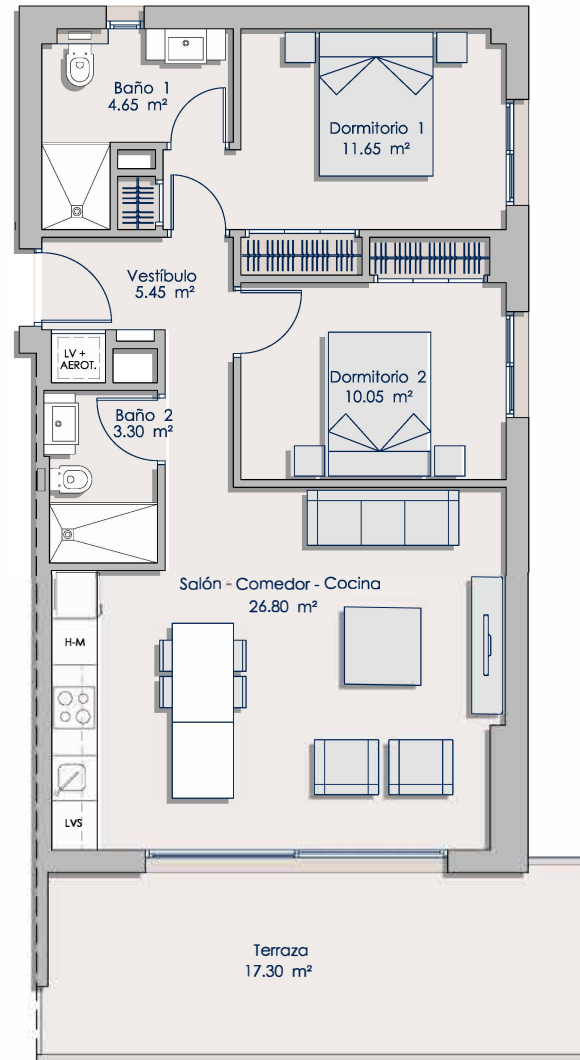 Baño 1
4.65 m²
Dormitorio 1
11.65 m²
Vestíbulo
5.45 m²
LV +
AEROT.
Dormitorio 2
10.05 m²
Baño 2
3.30 m²
Salón - Comedor - Cocina
26.80 m²
H-M
LVS
Terraza
17.30 m²